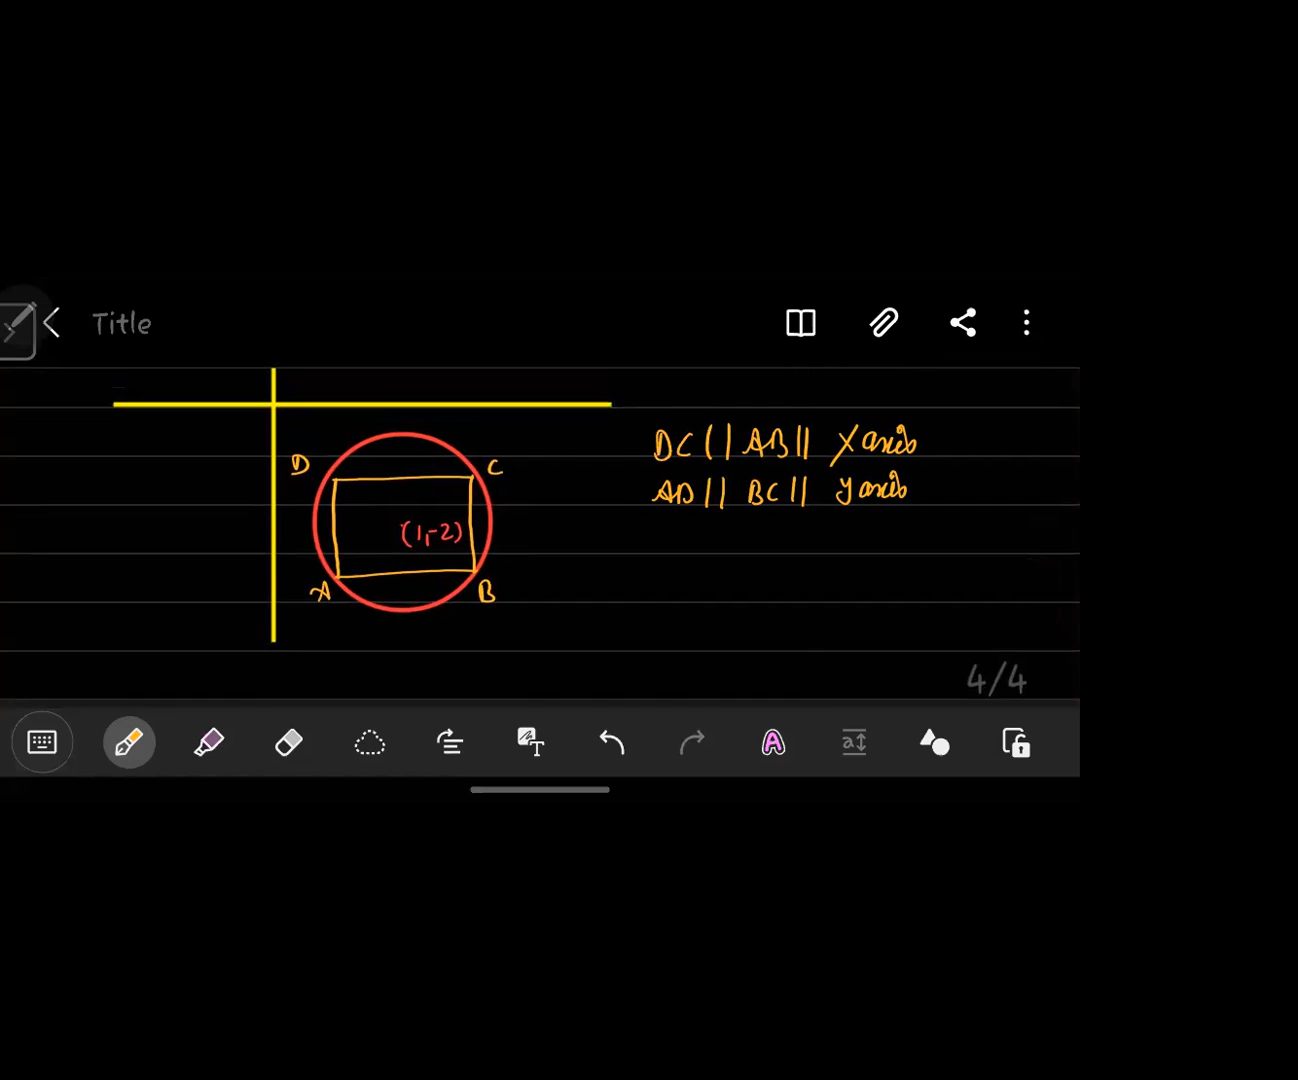 Title
DC || AB || X axis
AD || BC || y axis
D
C
(1,-2)
A
B
4/4